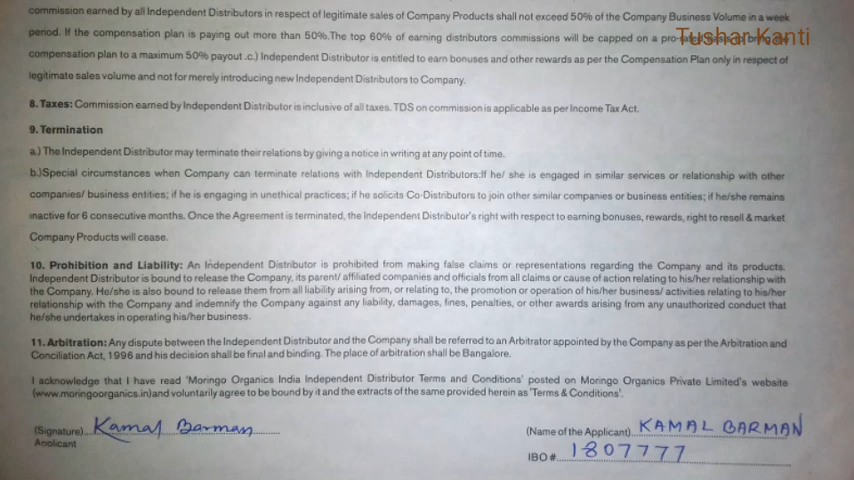 commission earned by all Independent Distributors in respect of legitimate sales of Company Products shall not exceed 50% of the Company Business Volume in a week
Tushar Kanti
period. If the compensation plan is paying out more than 50%.The top 60% of earning distributors commissions will be capped on a
compensation plan to a maximum 50% payout .c.) Independent Distributor is entitled to earn bonuses and other rewards as per the Compensation Plan only in respect of
legitimate sales volume and not for merely introducing new Independent Distributors to Company.
8. Taxes: Commission earned by Independent Distributor is inclusive of all taxes. TDS on commission is applicable as per Income Tax Act.
9. Termination
a.) The Independent Distributor may terminate their relations by giving a notice in writing at any point of time.
b.)Special circumstances when Company can terminate relations with Independent Distributors:If he/ she is engaged in similar services or relationship with other
companies/ business entities; if he is engaging in unethical practices; if he solicits Co-Distributors to join other similar companies or business entities; if he/she remains
inactive for 6 consecutive months. Once the Agreement is terminated, the Independent Distributor's right with respect to earning bonuses, rewards, right to resell & market
Company Products will cease.
10. Prohibition and Liability: An Independent Distributor is prohibited from making false claims or representations regarding the Company and its products.
Independent Distributor is bound to release the Company, its parent/ affiliated companies and officials from all claims or cause of action relating to his/her relationship with
the Company. He/she is also bound to release them from all liability arising from, or relating to, the promotion or operation of his/her business/ activities relating to his/her
relationship with the Company and indemnify the Company against any liability, damages, fines, penalties, or other awards arising from any unauthorized conduct that
he/she undertakes in operating his/her business.
11. Arbitration: Any dispute between the Independent Distributor and the Company shall be referred to an Arbitrator appointed by the Company as per the Arbitration and
Conciliation Act, 1996 and his decision shall be final and binding. The place of arbitration shall be Bangalore.
I acknowledge that I have read 'Moringo Organics India Independent Distributor Terms and Conditions' posted on Moringo Organics Private Limited's website
(www.moringoorganics.in)and voluntarily agree to be bound by it and the extracts of the same provided herein as 'Terms & Conditions'.
(Signature) Kamal Barman
Applicant
(Name of the Applicant) KAMAL BARMAN
IBO # 1807777